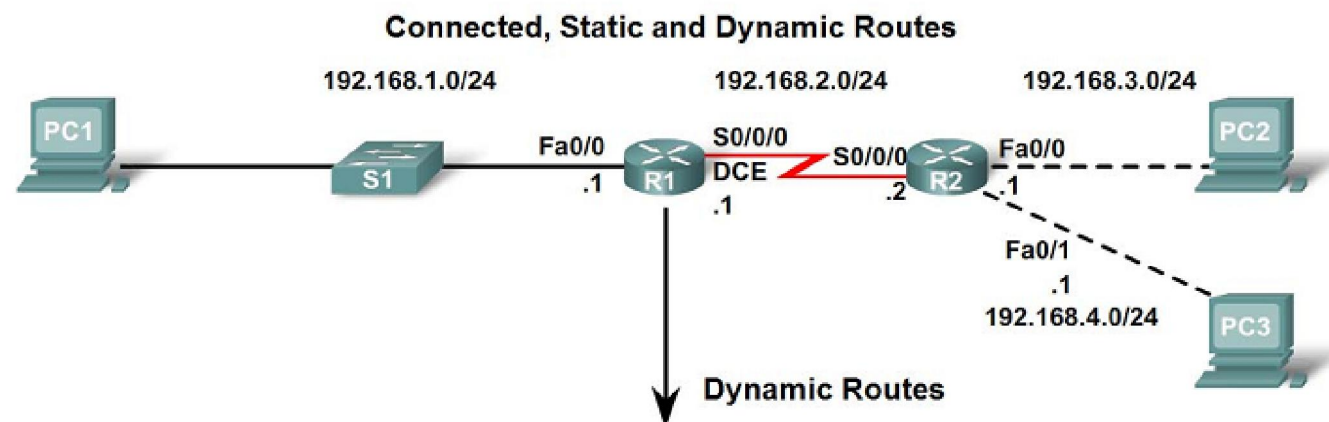 Connected, Static and Dynamic Routes
192.168.1.0/24
192.168.2.0/24
192.168.3.0/24
PC1
S1
Fa0/0
.1
R1
S0/0/0
DCE
.1
S0/0/0
.2
R2
Fa0/0
.1
PC2
Fa0/1
.1
192.168.4.0/24
PC3
Dynamic Routes